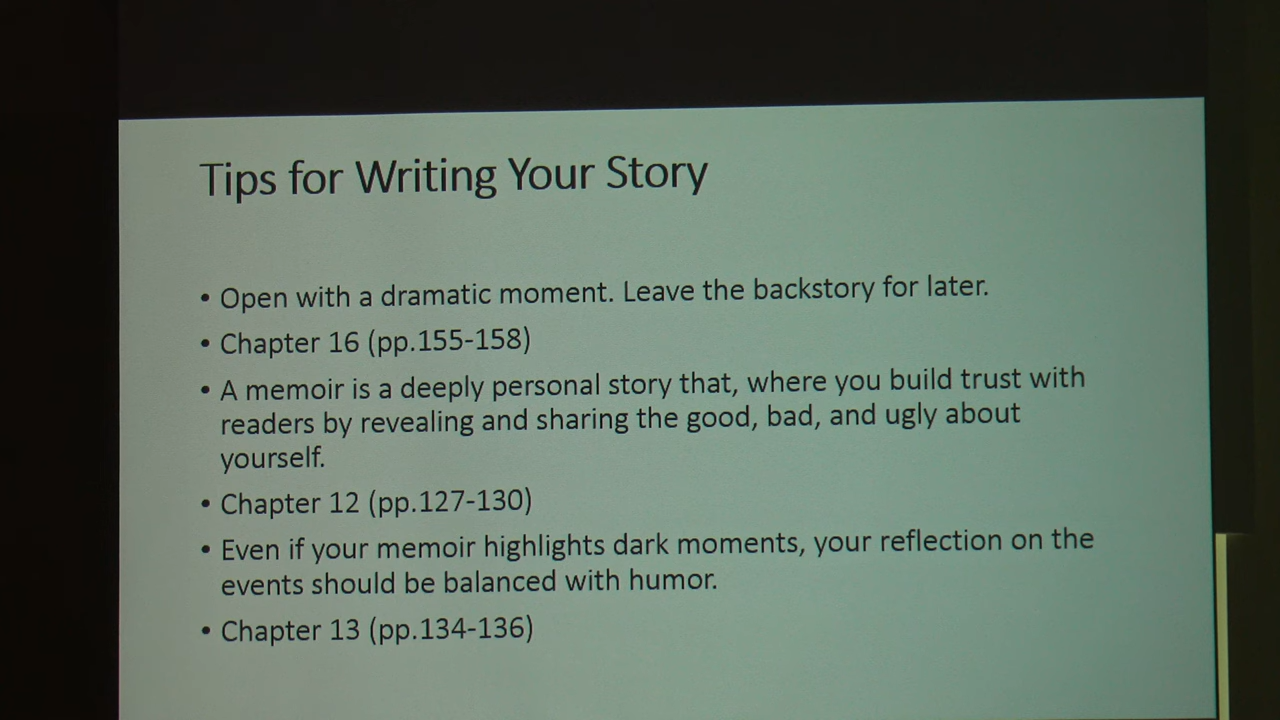 Tips for Writing Your Story
• Open with a dramatic moment. Leave the backstory for later.
• Chapter 16 (pp.155-158)
• A memoir is a deeply personal story that, where you build trust with
readers by revealing and sharing the good, bad, and ugly about
yourself.
• Chapter 12 (pp.127-130)
• Even if your memoir highlights dark moments, your reflection on the
events should be balanced with humor.
• Chapter 13 (pp.134-136)